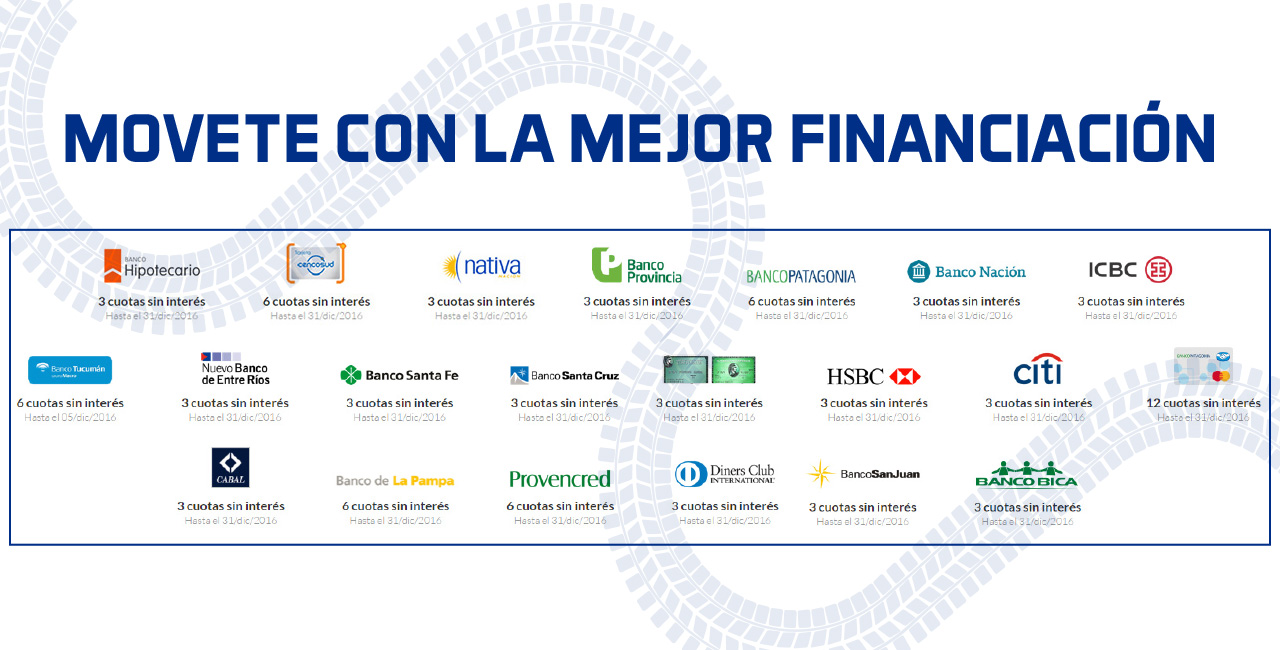 MOVETE CON LA MEJOR FINANCIACIÓN
BANCO
Hipotecario
3 cuotas sin interés
Hasta el 31/dic/2016
cencosud
6 cuotas sin interés
Hasta el 31/dic/2016
nativa
3 cuotas sin interés
Hasta el 31/dic/2016
Banco
Provincia
3 cuotas sin interés
Hasta el 31/dic/2016
BANCOPATAGONIA
6 cuotas sin interés
Hasta el 31/dic/2016
Banco Nación
3 cuotas sin interés
Hasta el 31/dic/2016
ICBC
3 cuotas sin interés
Hasta el 31/dic/2016
Banco Tucumán
6 cuotas sin interés
Hasta el 05/dic/2016
Nuevo Banco
de Entre Ríos
3 cuotas sin interés
Hasta el 31/dic/2016
Banco Santa Fe
3 cuotas sin interés
Hasta el 31/dic/2016
Banco Santa Cruz
3 cuotas sin interés
Hasta el 31/dic/2016
3 cuotas sin interés
Hasta el 31/dic/2016
HSBC
3 cuotas sin interés
Hasta el 31/dic/2016
citi
3 cuotas sin interés
Hasta el 31/dic/2016
BANCOPATAGONIA
12 cuotas sin interés
Hasta el 31/dic/2016
CABAL
3 cuotas sin interés
Hasta el 31/dic/2016
Banco de La Pampa
6 cuotas sin interés
Hasta el 31/dic/2016
Provencred
6 cuotas sin interés
Hasta el 31/dic/2016
Diners Club
INTERNATIONAL
3 cuotas sin interés
Hasta el 31/dic/2016
BancoSanJuan
3 cuotas sin interés
Hasta el 31/dic/2016
BANCO BICA
3 cuotas sin interés
Hasta el 31/dic/2016